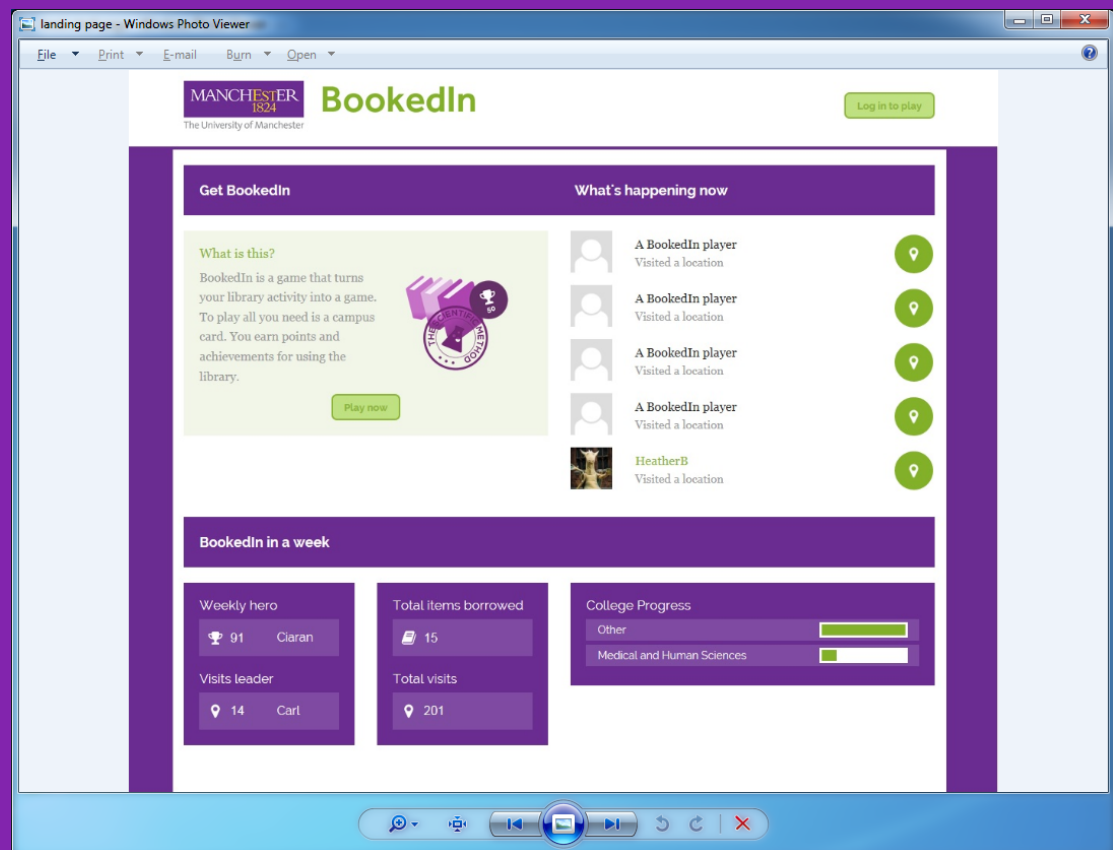 landing page - Windows Photo Viewer
File Print E-mail Burn Open
MANCHESTER
1824
The University of Manchester
BookedIn
Log in to play
Get BookedIn
What is this?
BookedIn is a game that turns
your library activity into a game.
To play all you need is a campus
card. You earn points and
achievements for using the
library.
THE SCIENTIFIC METHOD
50
Play now
What's happening now
A BookedIn player
Visited a location
A BookedIn player
Visited a location
A BookedIn player
Visited a location
A BookedIn player
Visited a location
HeatherB
Visited a location
BookedIn in a week
Weekly hero
91 Ciaran
Visits leader
14 Carl
Total items borrowed
15
Total visits
201
College Progress
Other
Medical and Human Sciences